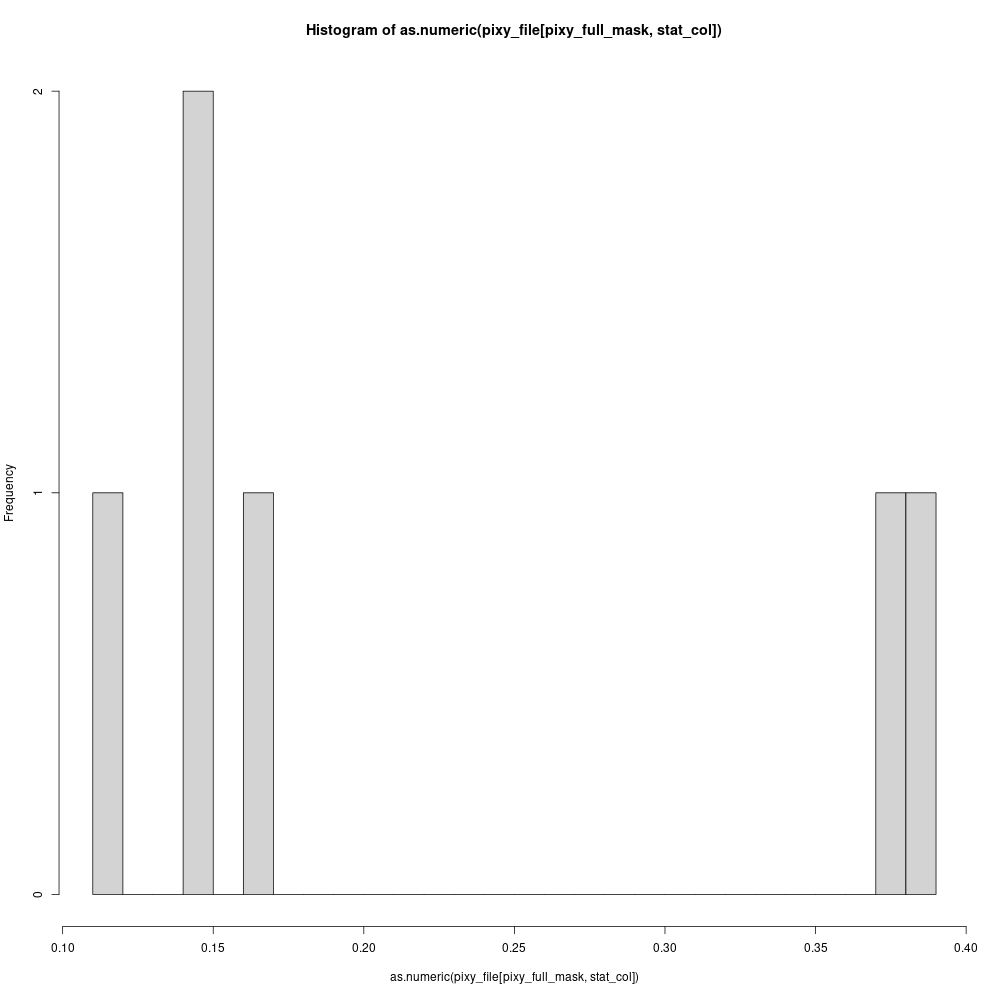 Histogram of as.numeric(pixy_file[pixy_full_mask, stat_col])
2
1
0
Frequency
0.10 0.15 0.20 0.25 0.30 0.35 0.40
as.numeric(pixy_file[pixy_full_mask, stat_col])